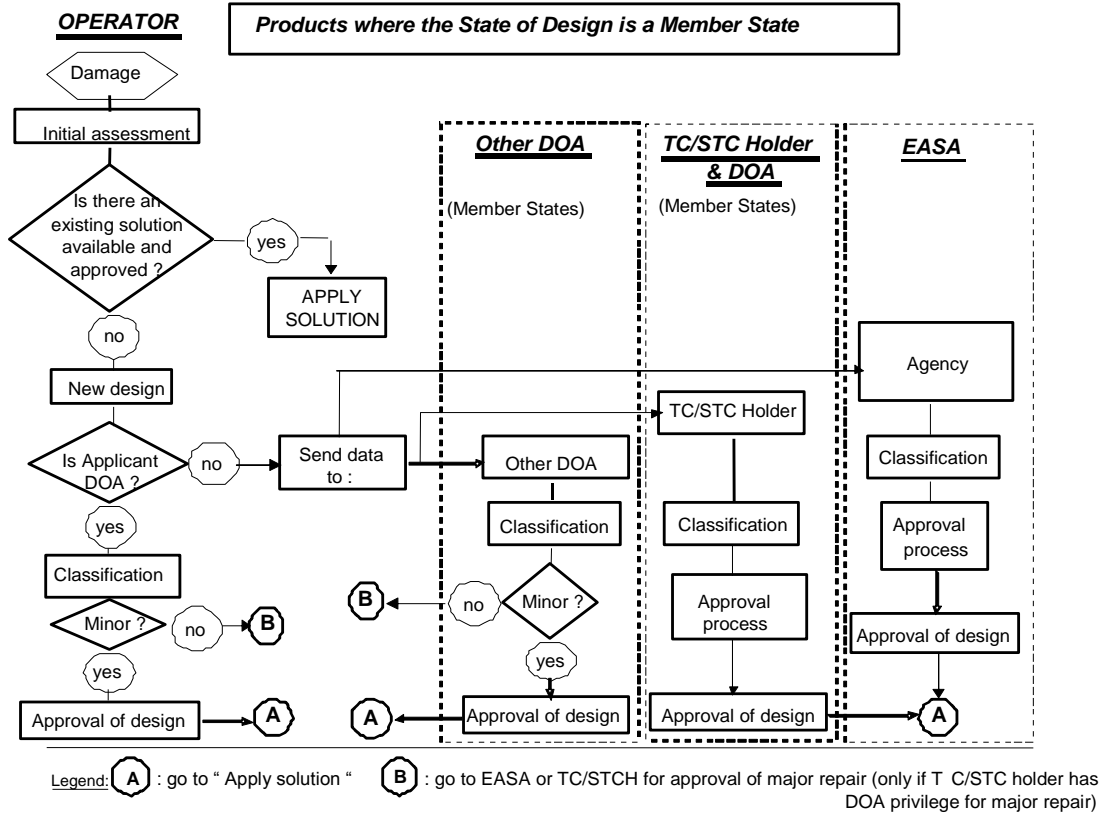 OPERATOR
Products where the State of Design is a Member State
Damage
Initial assessment
Is there an
existing solution
available and
approved ?
yes
APPLY
SOLUTION
no
New design
Is Applicant
DOA ?
no
Send data
to :
yes
Classification
Minor ?
no
B
yes
Approval of design
A
Other DOA
(Member States)
Other DOA
Classification
Minor ?
no
B
yes
Approval of design
A
TC/STC Holder
& DOA
(Member States)
TC/STC Holder
Classification
Approval
process
Approval of design
EASA
Agency
Classification
Approval
process
Approval of design
A
Legend: A : go to “ Apply solution “ B : go to EASA or TC/STCH for approval of major repair (only if T C/STC holder has
DOA privilege for major repair)